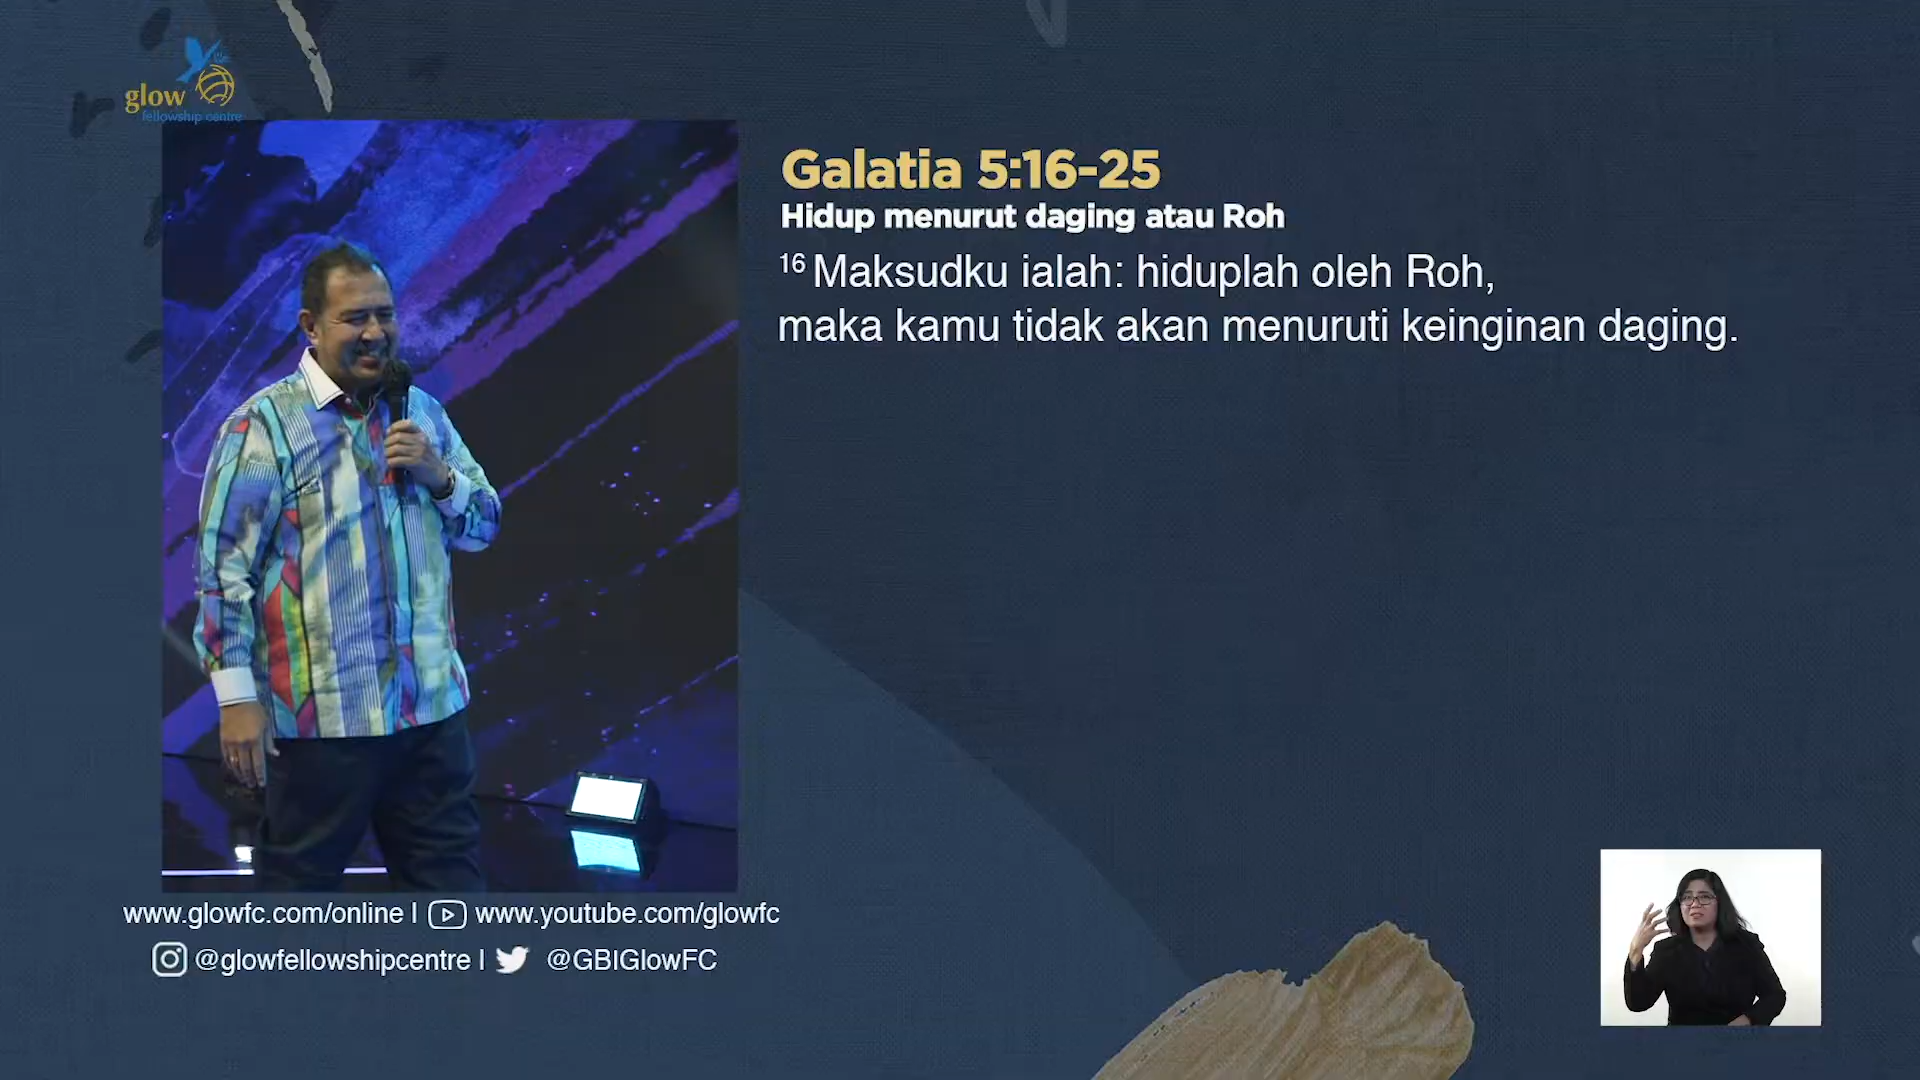 glow
fellowship centre
Galatia 5:16-25
Hidup menurut daging atau Roh
16 Maksudku ialah: hiduplah oleh Roh,
maka kamu tidak akan menuruti keinginan daging.
www.glowfc.com/online | www.youtube.com/glowfc
@glowfellowshipcentre | @GBIGlowFC